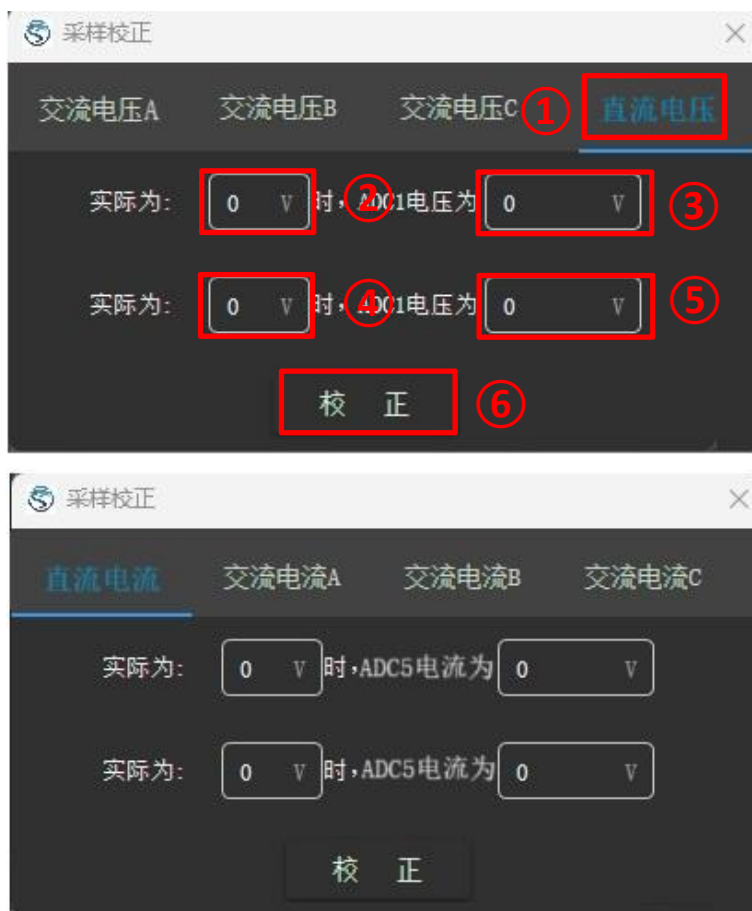 采样校正
交流电压A 交流电压B 交流电压C ① 直流电压
实际为: 0 V ② 时,ADC1电压为 0 V ③
实际为: 0 V ④ 时,ADC1电压为 0 V ⑤
校 正 ⑥
采样校正
直流电流 交流电流A 交流电流B 交流电流C
实际为: 0 V 时,ADC5电流为 0 V
实际为: 0 V 时,ADC5电流为 0 V
校 正